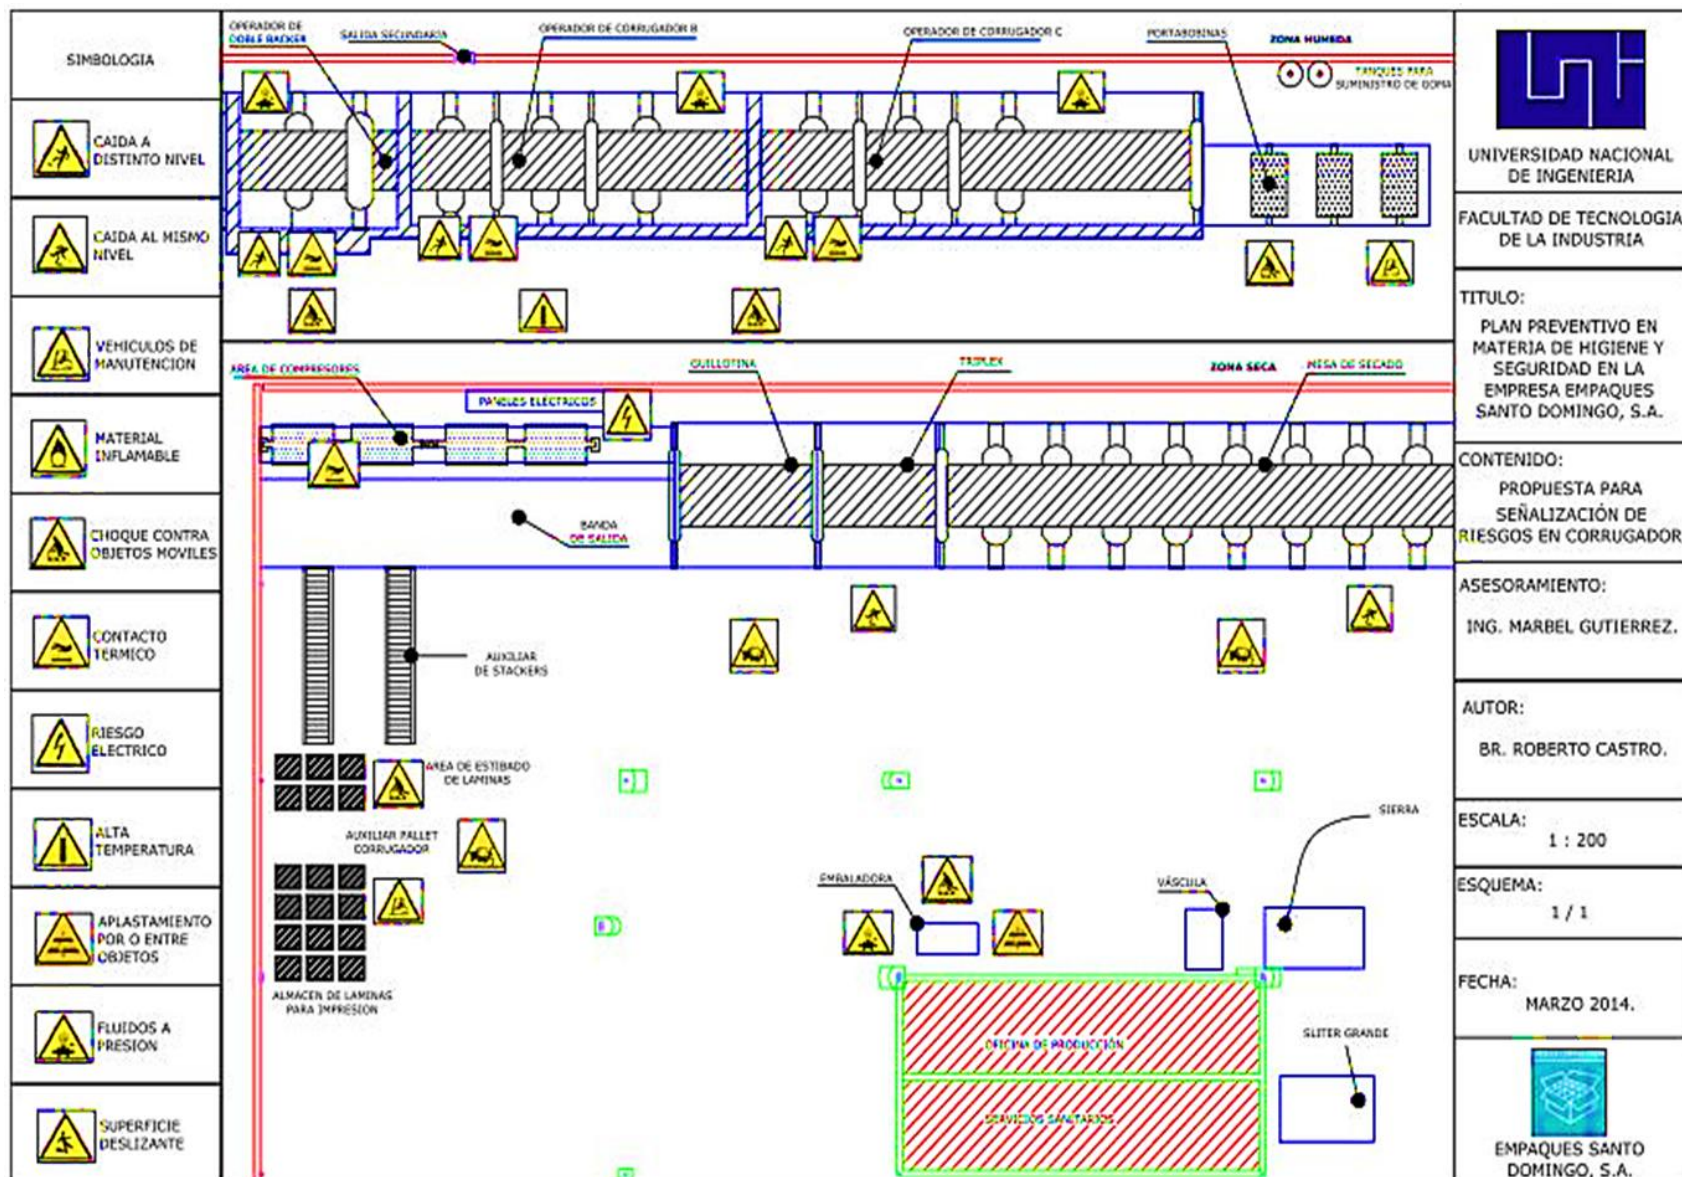 SIMBOLOGIA
CAIDA A
DISTINTO NIVEL
CAIDA AL MISMO
NIVEL
VEHICULOS DE
MANUTENCION
MATERIAL
INFLAMABLE
CHOQUE CONTRA
OBJETOS MOVILES
CONTACTO
TERMICO
RIESGO
ELECTRICO
ALTA
TEMPERATURA
APLASTAMIENTO
POR O ENTRE
OBJETOS
FLUIDOS A
PRESION
SUPERFICIE
DESLIZANTE
OPERADOR DE
DOBLE BACKER
SALIDA SECUNDARIA
OPERADOR DE CORRUGADOR B
OPERADOR DE CORRUGADOR C
PORTABOBINAS
ZONA HUMEDA
TANQUES PARA
SUMINISTRO DE GOMA
AREA DE COMPRESORES
PANELES ELÉCTRICOS
GUILLOTINA
TRIPLEX
ZONA SECA
MESA DE SECADO
BANDA
DE SALIDA
AUXILIAR
DE STACKERS
AREA DE ESTIBADO
DE LAMINAS
AUXILIAR PALLET
CORRUGADOR
ALMACEN DE LAMINAS
PARA IMPRESION
EMBALADORA
VÁSCULA
SIERRA
OFICINA DE PRODUCCIÓN
SERVICIOS SANITARIOS
SLITER GRANDE
UNIVERSIDAD NACIONAL
DE INGENIERIA
FACULTAD DE TECNOLOGIA
DE LA INDUSTRIA
TITULO:
PLAN PREVENTIVO EN
MATERIA DE HIGIENE Y
SEGURIDAD EN LA
EMPRESA EMPAQUES
SANTO DOMINGO, S.A.
CONTENIDO:
PROPUESTA PARA
SEÑALIZACIÓN DE
RIESGOS EN CORRUGADOR
ASESORAMIENTO:
ING. MARBEL GUTIERREZ.
AUTOR:
BR. ROBERTO CASTRO.
ESCALA:
1 : 200
ESQUEMA:
1 / 1
FECHA:
MARZO 2014.
EMPAQUES SANTO
DOMINGO, S.A.